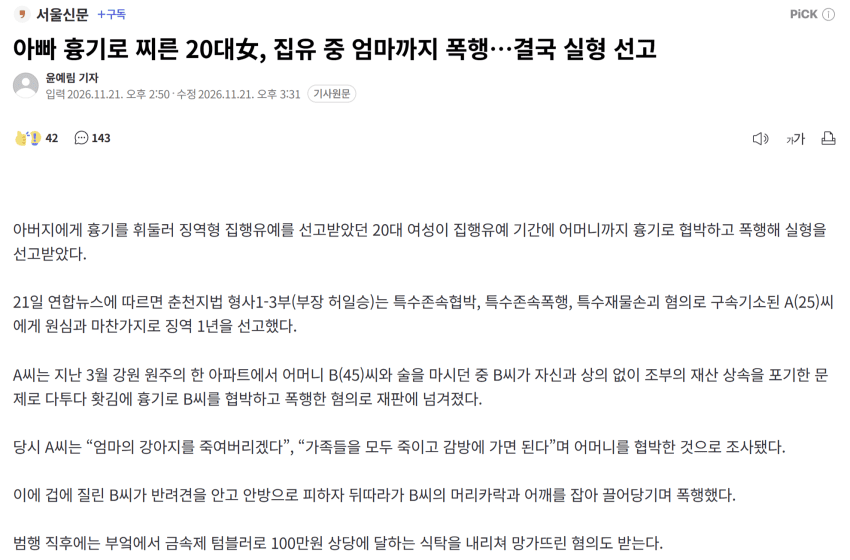 서울신문 +구독
PiCK
아빠 흉기로 찌른 20대女, 집유 중 엄마까지 폭행…결국 실형 선고
윤예림 기자
입력 2026.11.21. 오후 2:50 · 수정 2026.11.21. 오후 3:31 기사원문
42 143
가가
아버지에게 흉기를 휘둘러 징역형 집행유예를 선고받았던 20대 여성이 집행유예 기간에 어머니까지 흉기로 협박하고 폭행해 실형을
선고받았다.
21일 연합뉴스에 따르면 춘천지법 형사1-3부(부장 허일승)는 특수존속협박, 특수존속폭행, 특수재물손괴 혐의로 구속기소된 A(25)씨
에게 원심과 마찬가지로 징역 1년을 선고했다.
A씨는 지난 3월 강원 원주의 한 아파트에서 어머니 B(45)씨와 술을 마시던 중 B씨가 자신과 상의 없이 조부의 재산 상속을 포기한 문
제로 다투다 홧김에 흉기로 B씨를 협박하고 폭행한 혐의로 재판에 넘겨졌다.
당시 A씨는 “엄마의 강아지를 죽여버리겠다”, “가족들을 모두 죽이고 감방에 가면 된다”며 어머니를 협박한 것으로 조사됐다.
이에 겁에 질린 B씨가 반려견을 안고 안방으로 피하자 뒤따라가 B씨의 머리카락과 어깨를 잡아 끌어당기며 폭행했다.
범행 직후에는 부엌에서 금속제 텀블러로 100만원 상당에 달하는 식탁을 내리쳐 망가뜨린 혐의도 받는다.